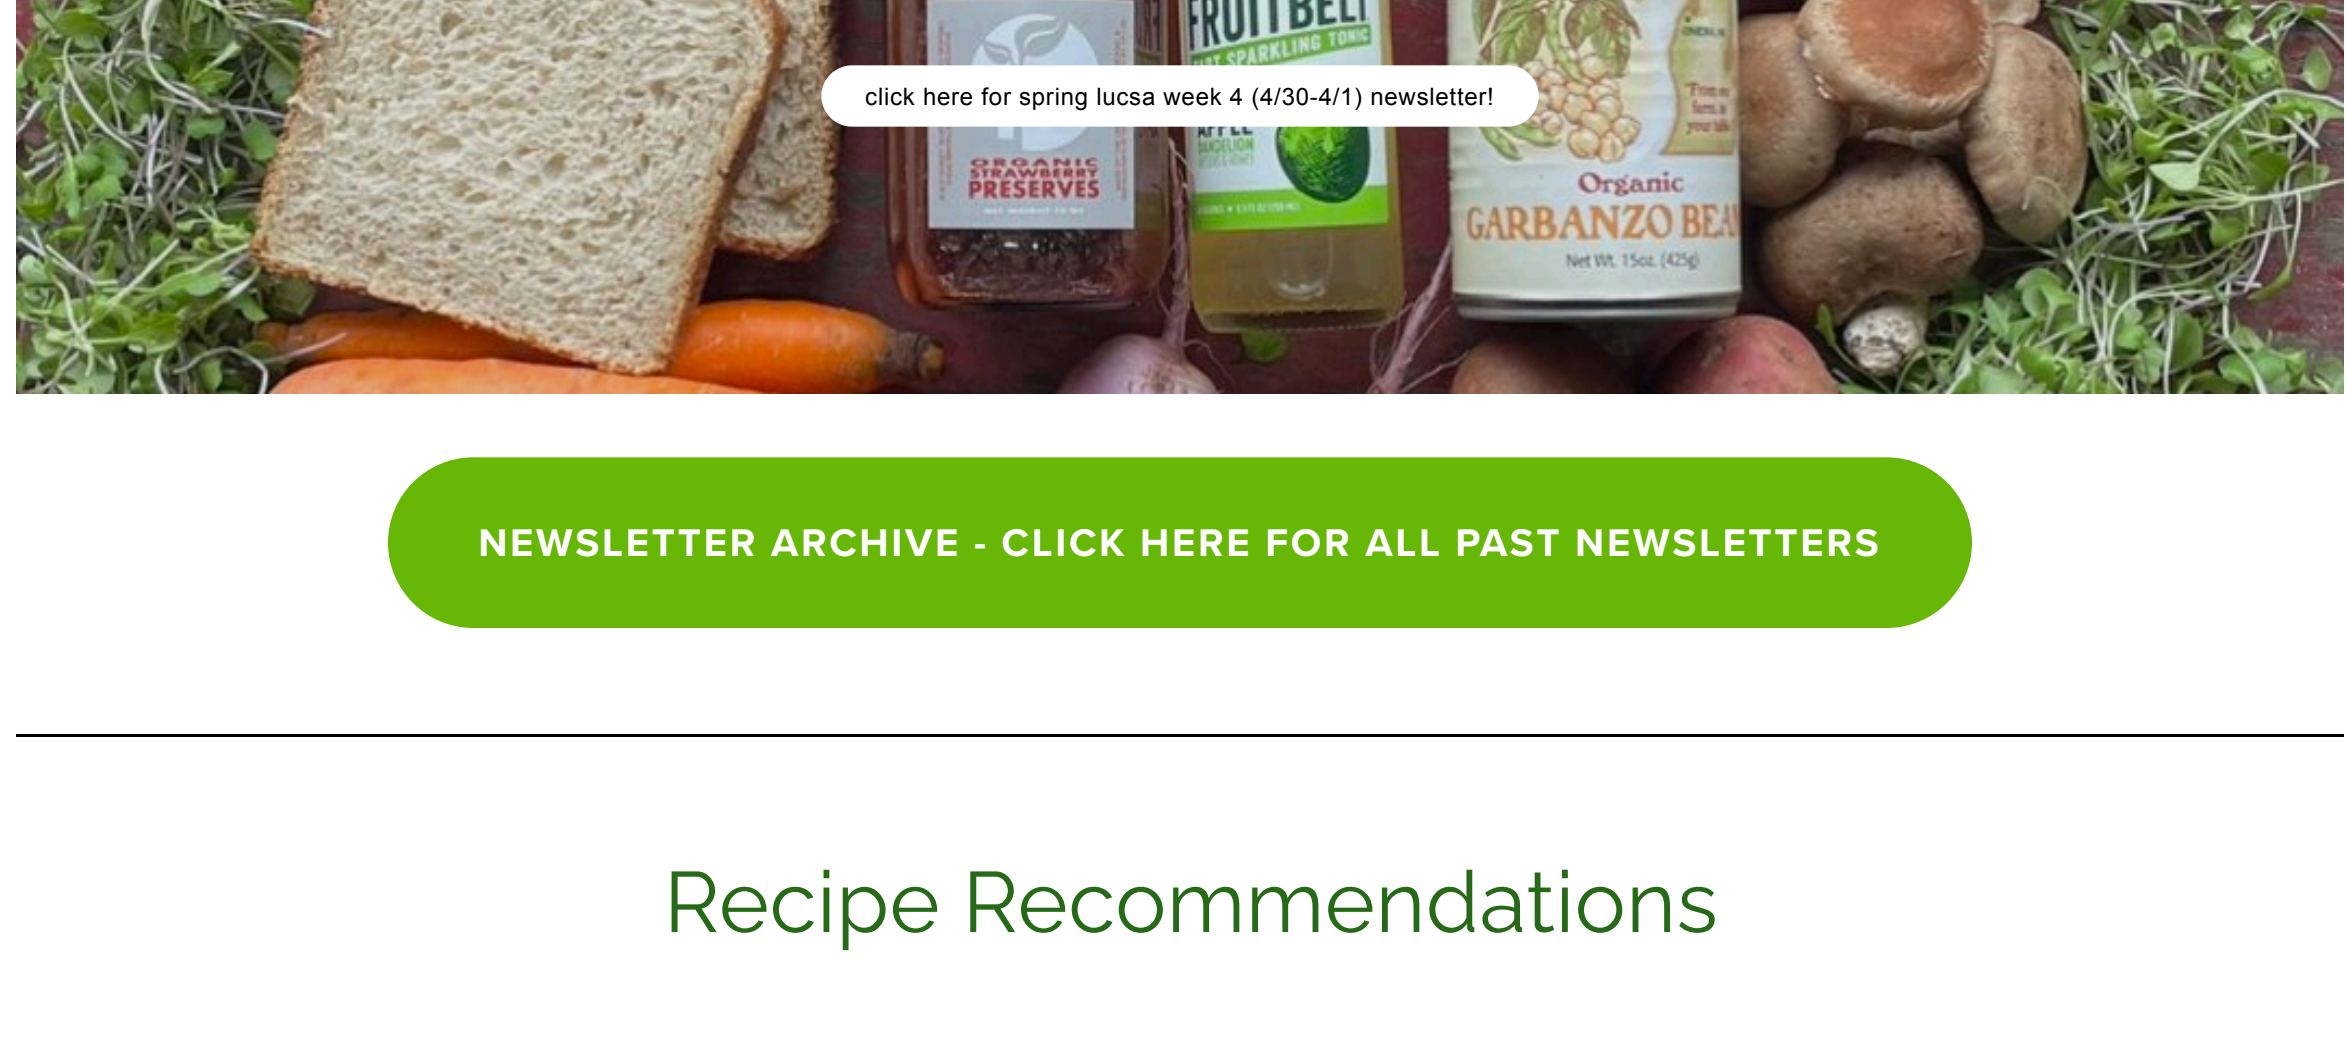 FRUITBELT
SPARKLING TONIC
click here for spring lucsa week 4 (4/30-4/1) newsletter!
APPLE
DANDELION
ORGANIC
STRAWBERRY
PRESERVES
Organic
GARBANZO BEAN
Net Wt. 15oz. (425g)
NEWSLETTER ARCHIVE - CLICK HERE FOR ALL PAST NEWSLETTERS
Recipe Recommendations